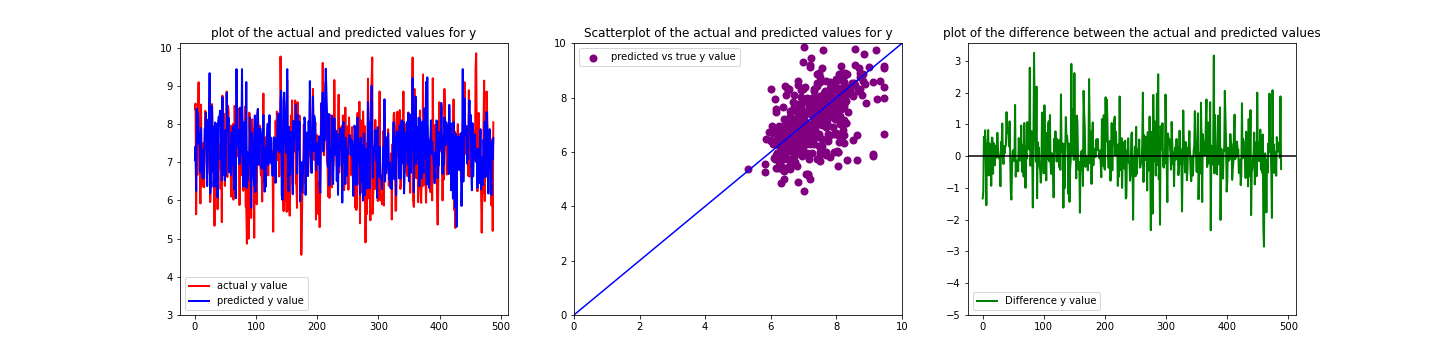 plot of the actual and predicted values for y
10
9
8
7
6
5
4
3
0 100 200 300 400 500
actual y value
predicted y value
Scatterplot of the actual and predicted values for y
10
8
6
4
2
0
0 2 4 6 8 10
predicted vs true y value
plot of the difference between the actual and predicted values
3
2
1
0
−1
−2
−3
−4
−5
0 100 200 300 400 500
Difference y value